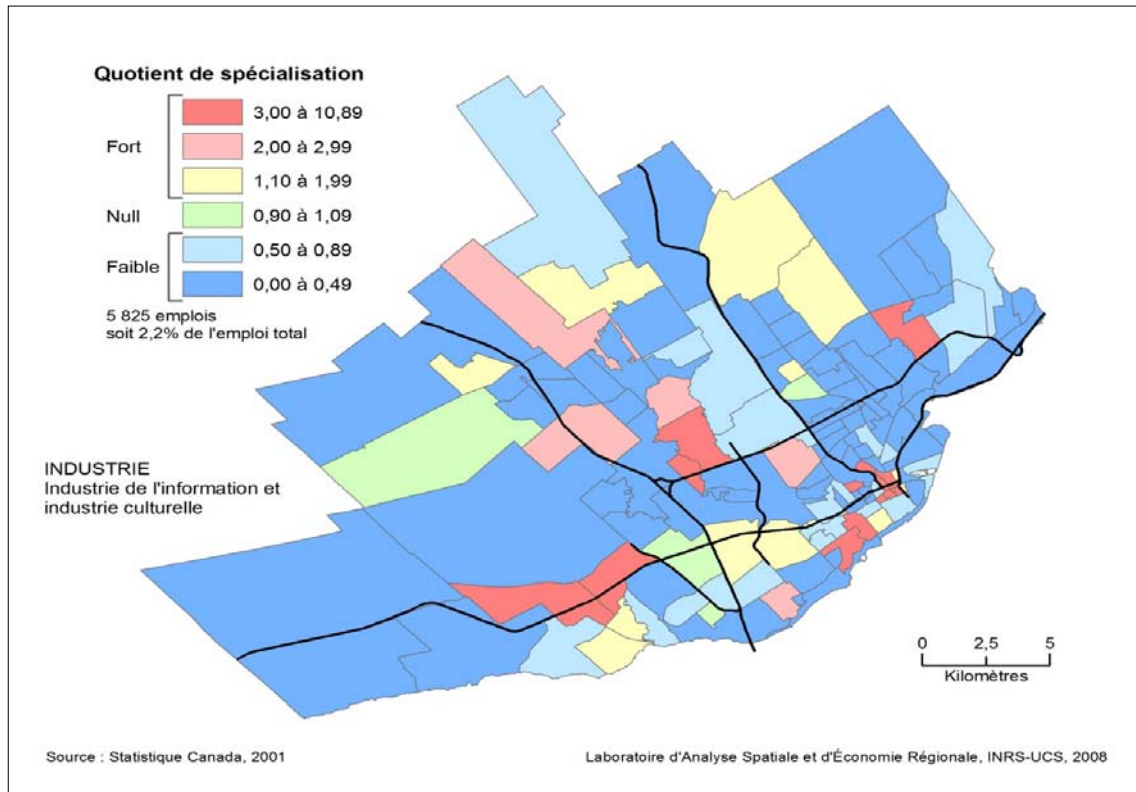 Quotient de spécialisation
Fort
3,00 à 10,89
2,00 à 2,99
1,10 à 1,99
Null
0,90 à 1,09
Faible
0,50 à 0,89
0,00 à 0,49
5 825 emplois
soit 2,2% de l'emploi total
INDUSTRIE
Industrie de l'information et
industrie culturelle
0 2,5 5
Kilomètres
Source : Statistique Canada, 2001
Laboratoire d'Analyse Spatiale et d'Économie Régionale, INRS-UCS, 2008